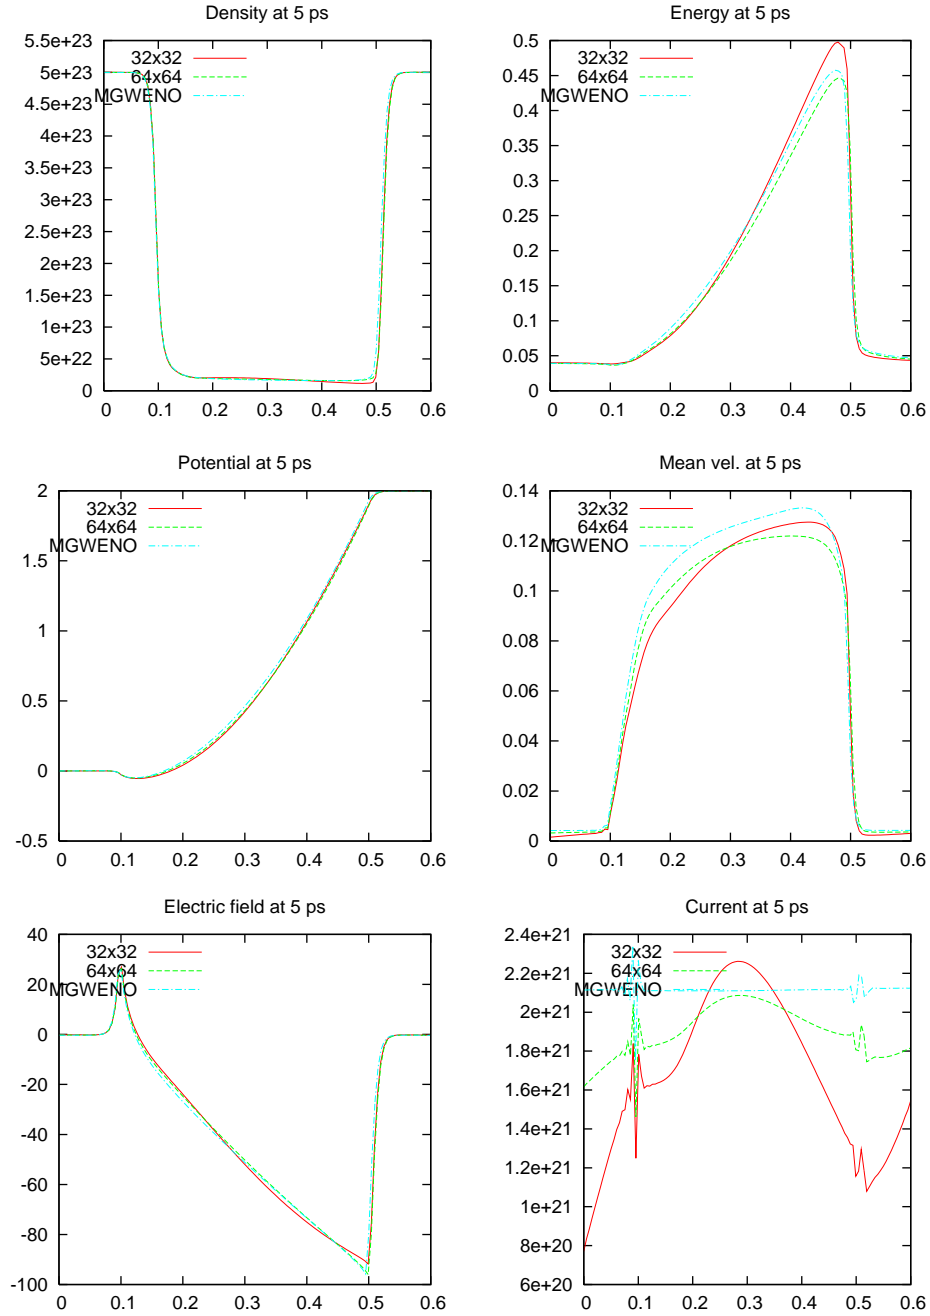 Density at 5 ps
5.5e+23
5e+23
4.5e+23
4e+23
3.5e+23
3e+23
2.5e+23
2e+23
1.5e+23
1e+23
5e+22
0
0 0.1 0.2 0.3 0.4 0.5 0.6
32x32
64x64
MGWENO
Energy at 5 ps
0.5
0.45
0.4
0.35
0.3
0.25
0.2
0.15
0.1
0.05
0
0 0.1 0.2 0.3 0.4 0.5 0.6
32x32
64x64
MGWENO
Potential at 5 ps
2
1.5
1
0.5
0
-0.5
0 0.1 0.2 0.3 0.4 0.5 0.6
32x32
64x64
MGWENO
Mean vel. at 5 ps
0.14
0.12
0.1
0.08
0.06
0.04
0.02
0
0 0.1 0.2 0.3 0.4 0.5 0.6
32x32
64x64
MGWENO
Electric field at 5 ps
40
20
0
-20
-40
-60
-80
-100
0 0.1 0.2 0.3 0.4 0.5 0.6
32x32
64x64
MGWENO
Current at 5 ps
2.4e+21
2.2e+21
2e+21
1.8e+21
1.6e+21
1.4e+21
1.2e+21
1e+21
8e+20
6e+20
0 0.1 0.2 0.3 0.4 0.5 0.6
32x32
64x64
MGWENO